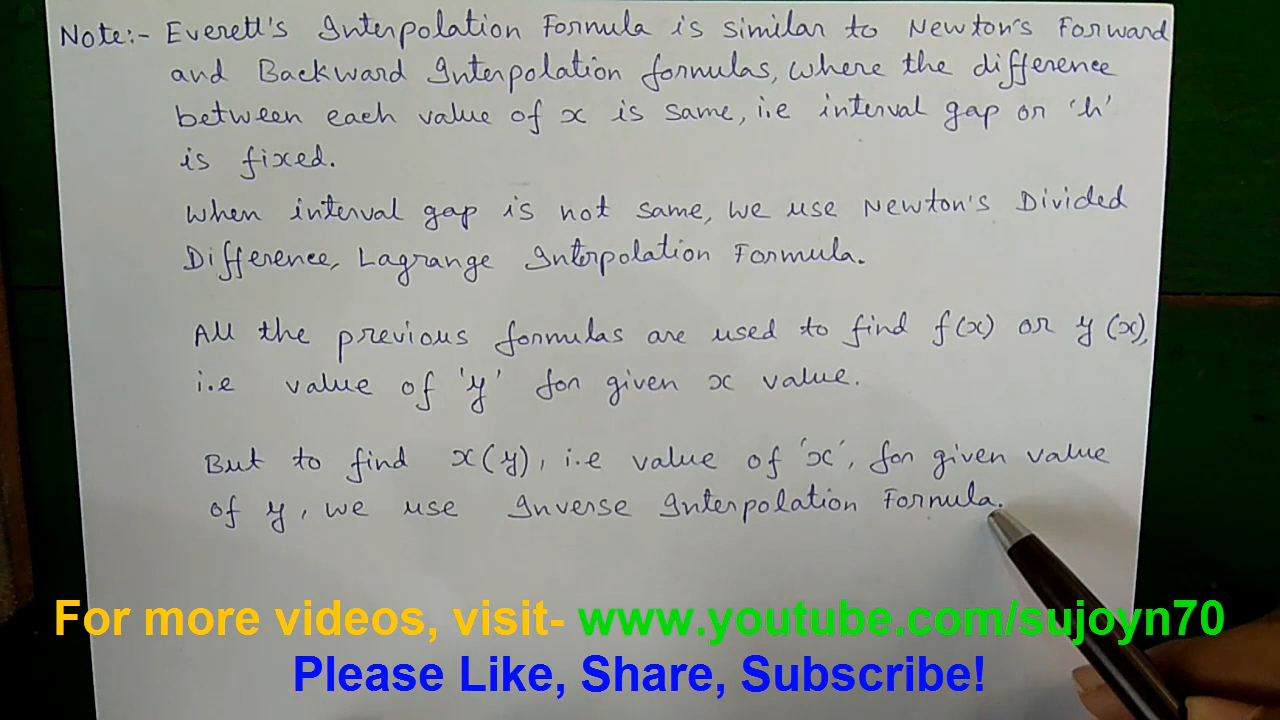 Note:- Everett's Interpolation Formula is similar to Newton's Forward
and Backward Interpolation formulas, where the difference
between each value of x is same, i.e interval gap or 'h'
is fixed.
When interval gap is not same, we use Newton's Divided
Difference, Lagrange Interpolation Formula.
All the previous formulas are used to find f(x) or y(x),
i.e value of 'y' for given x value.
But to find x(y), i.e value of 'x', for given value
of y, we use Inverse Interpolation Formula.
For more videos, visit- www.youtube.com/sujoyn70
Please Like, Share, Subscribe!